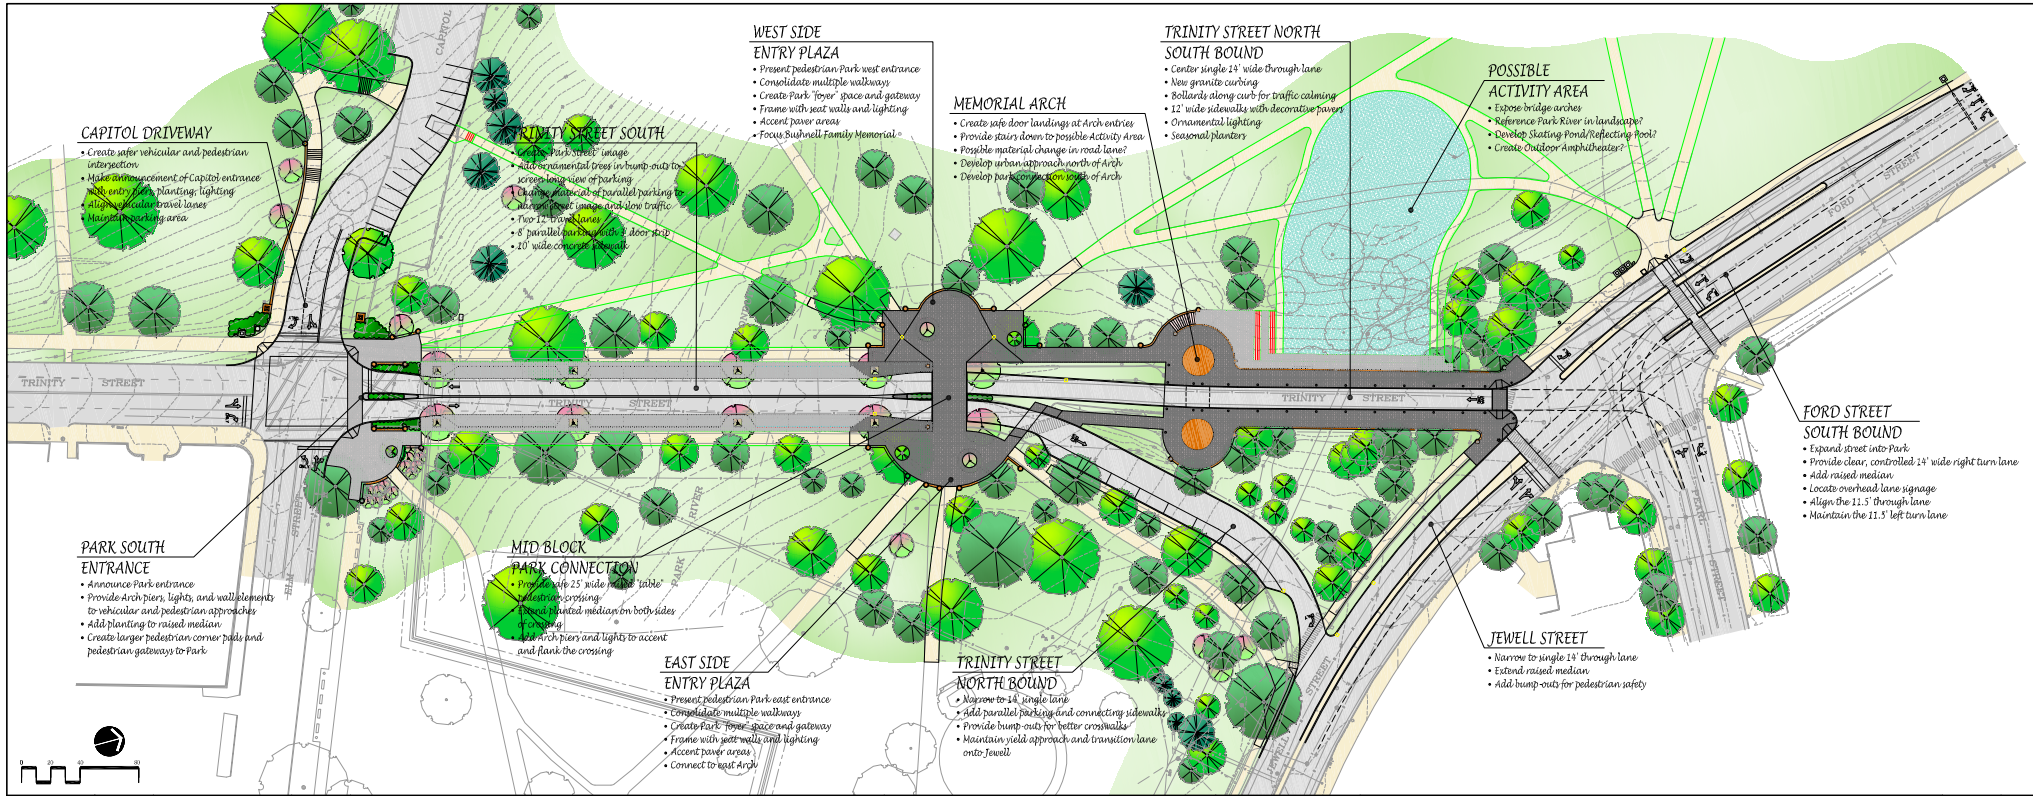 CAPITOL DRIVEWAY
• Create safer vehicular and pedestrian
intersection
• Make announcement of Capitol entrance
with entry piers, planting, lighting
• Align vehicular travel lanes
• Maintain parking area
TRINITY STREET SOUTH
• Create "Park Street" image
• Add ornamental trees in bump-outs to
screen long view of parking
• Change material of parallel parking to
narrow street image and slow traffic
• Two 12' travel lanes
• 8' parallel parking with 3' door strip
• 10' wide concrete sidewalk
WEST SIDE
ENTRY PLAZA
• Present pedestrian Park west entrance
• Consolidate multiple walkways
• Create Park "foyer" space and gateway
• Frame with seat walls and lighting
• Accent paver areas
• Focus Bushnell Family Memorial
MEMORIAL ARCH
• Create safe door landings at Arch entries
• Provide stairs down to possible Activity Area
• Possible material change in road lane?
• Develop urban approach north of Arch
• Develop park connection south of Arch
TRINITY STREET NORTH
SOUTH BOUND
• Center single 14' wide through lane
• New granite curbing
• Bollards along curb for traffic calming
• 12' wide sidewalks with decorative pavers
• Ornamental lighting
• Seasonal planters
POSSIBLE
ACTIVITY AREA
• Expose bridge arches
• Reference Park River in landscape?
• Develop Skating Pond/Reflecting Pool?
• Create Outdoor Amphitheater?
FORD STREET
SOUTH BOUND
• Expand street into Park
• Provide clear, controlled 14' wide right turn lane
• Add raised median
• Locate overhead lane signage
• Align the 11.5' through lane
• Maintain the 11.5' left turn lane
PARK SOUTH
ENTRANCE
• Announce Park entrance
• Provide Arch piers, lights, and wall elements
to vehicular and pedestrian approaches
• Add planting to raised median
• Create larger pedestrian corner pads and
pedestrian gateways to Park
MID BLOCK
PARK CONNECTION
• Provide safe 25' wide raised "table"
pedestrian crossing
• Extend planted median on both sides
of crossing
• Add Arch piers and lights to accent
and flank the crossing
EAST SIDE
ENTRY PLAZA
• Present pedestrian Park east entrance
• Consolidate multiple walkways
• Create Park "foyer" space and gateway
• Frame with seat walls and lighting
• Accent paver areas
• Connect to east Arch
TRINITY STREET
NORTH BOUND
• Narrow to 14' single lane
• Add parallel parking and connecting sidewalks
• Provide bump-outs for better crosswalks
• Maintain yield approach and transition lane
onto Jewell
JEWELL STREET
• Narrow to single 14' through lane
• Extend raised median
• Add bump-outs for pedestrian safety
CAPITOL
TRINITY STREET
TRINITY STREET
TRINITY STREET
FORD STREET
ELM STREET
PARK RIVER
JEWELL STREET
PEARL STREET
0 20 40 80